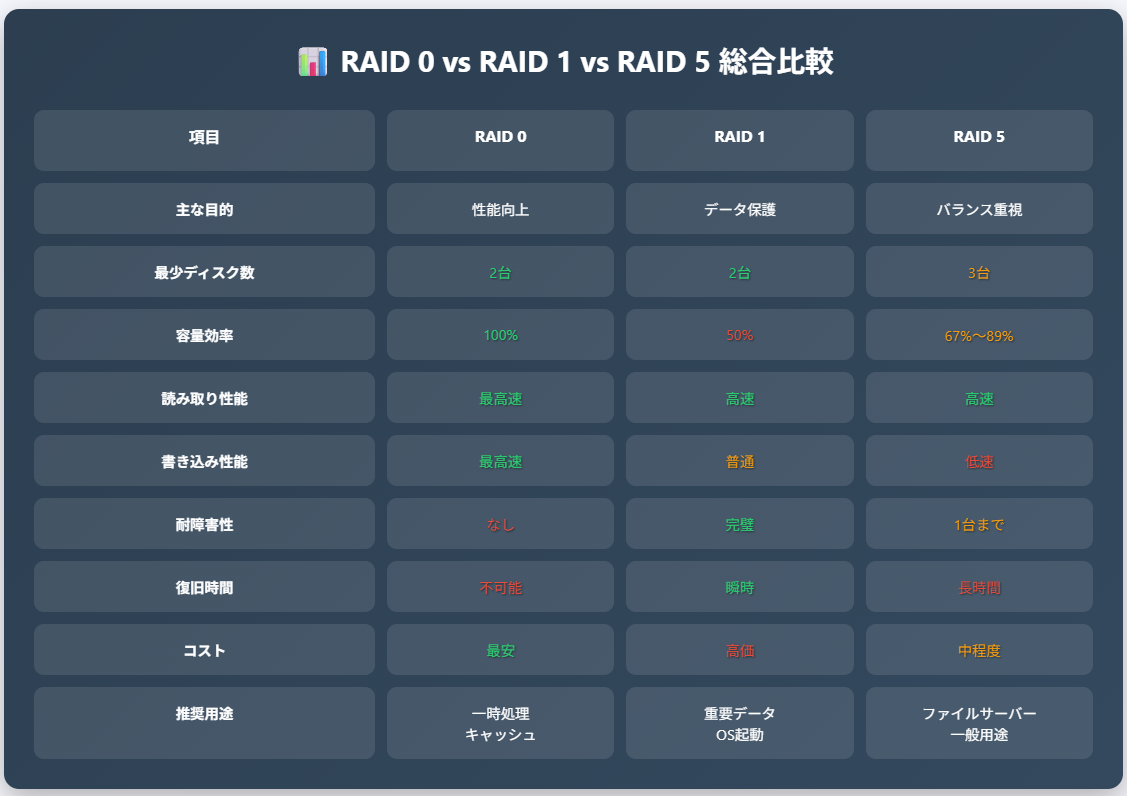 RAID 0 vs RAID 1 vs RAID 5 総合比較
項目 RAID 0 RAID 1 RAID 5
主な目的 性能向上 データ保護 バランス重視
最少ディスク数 2台 2台 3台
容量効率 100% 50% 67%～89%
読み取り性能 最高速 高速 高速
書き込み性能 最高速 普通 低速
耐障害性 なし 完璧 1台まで
復旧時間 不可能 瞬時 長時間
コスト 最安 高価 中程度
推奨用途 一時処理 重要データ ファイルサーバー
キャッシュ OS起動 一般用途